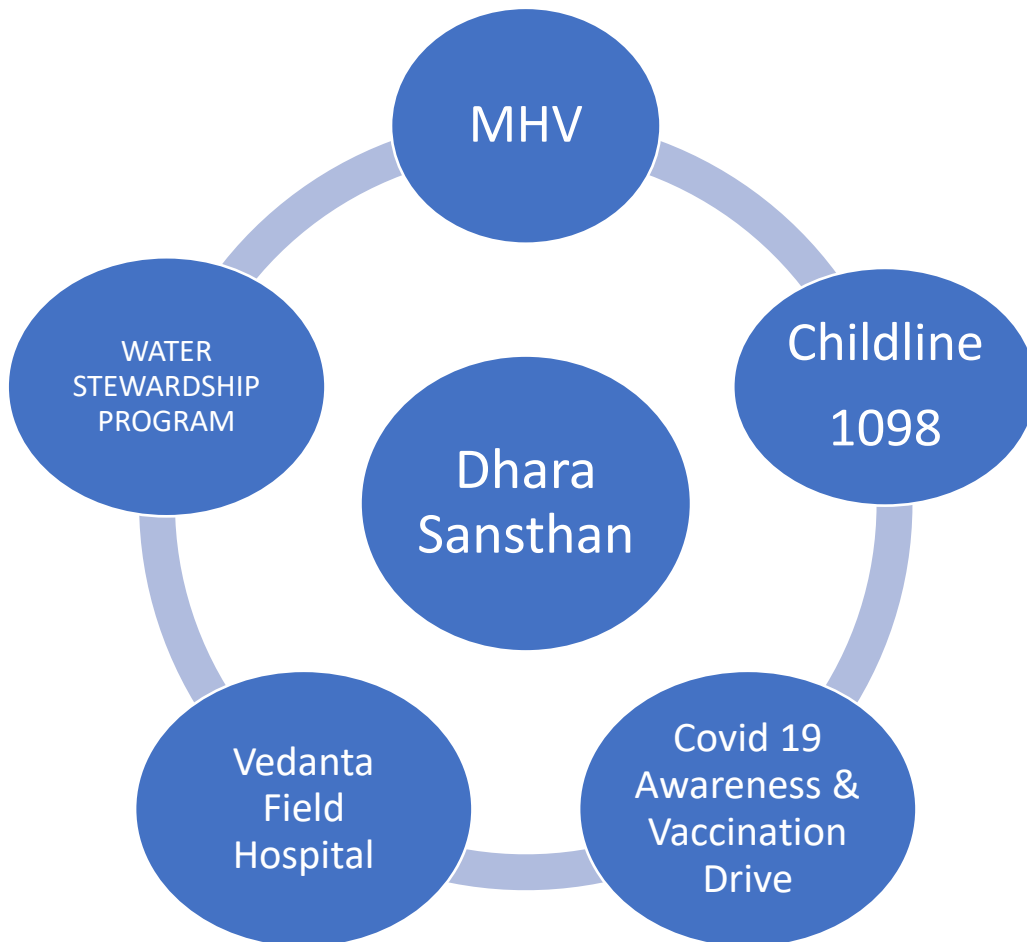 MHV
Childline
1098
WATER
STEWARDSHIP
PROGRAM
Dhara
Sansthan
Vedanta
Field
Hospital
Covid 19
Awareness &
Vaccination
Drive